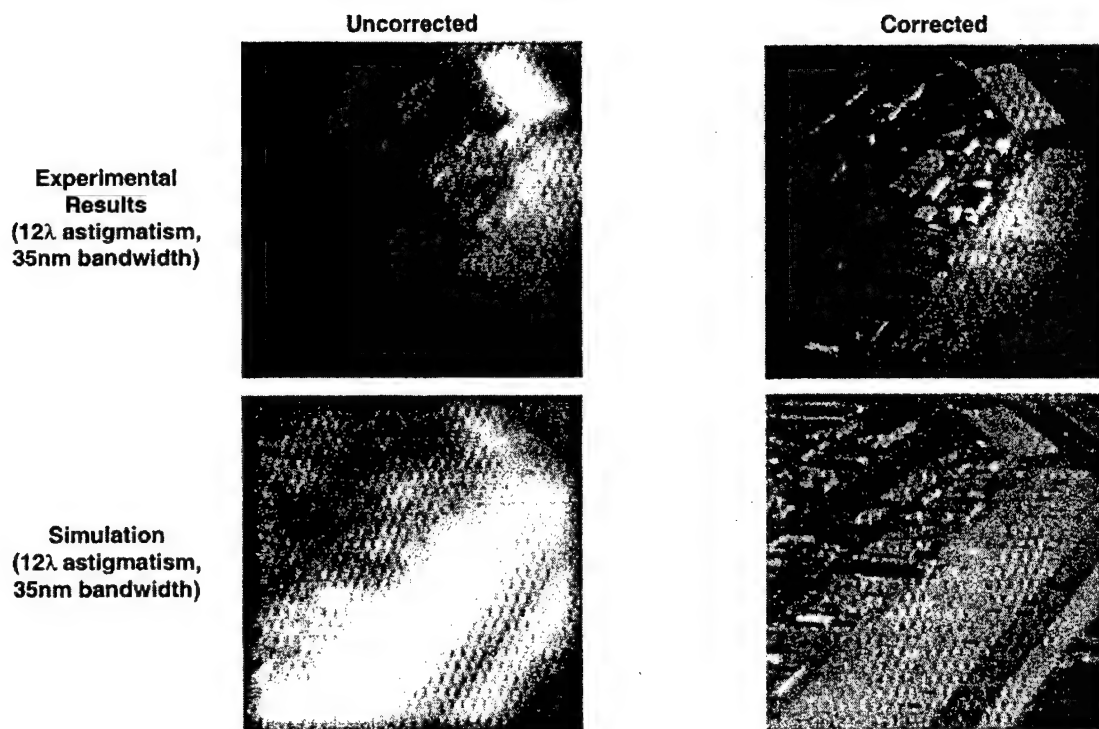 Uncorrected
Corrected
Experimental
Results
(12λ astigmatism,
35nm bandwidth)
Simulation
(12λ astigmatism,
35nm bandwidth)